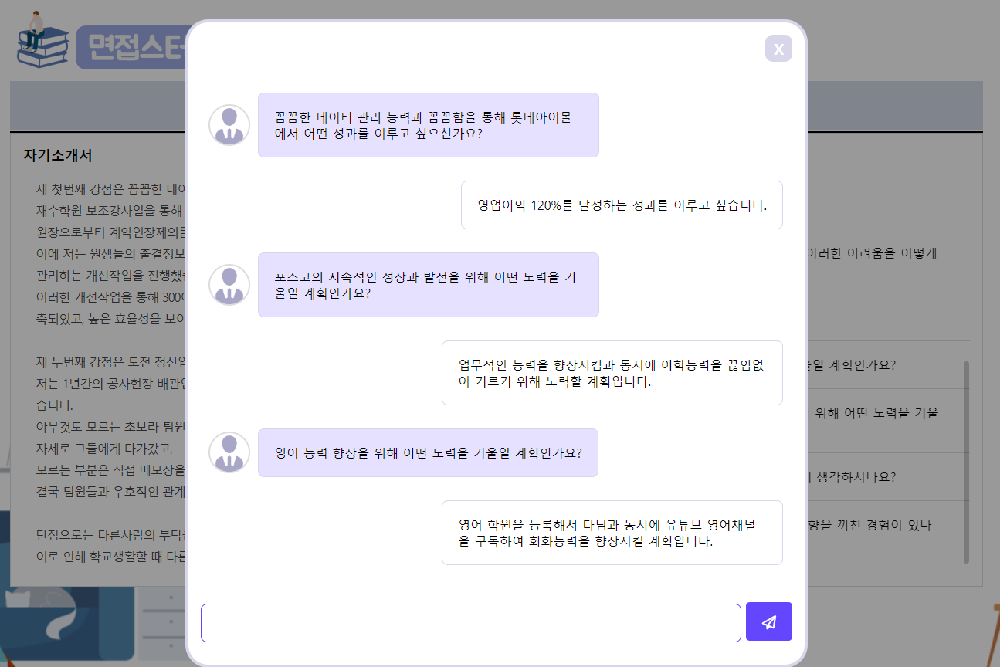 면접스터
X
꼼꼼한 데이터 관리 능력과 꼼꼼함을 통해 롯데아이몰
에서 어떤 성과를 이루고 싶으신가요?
영업이익 120%를 달성하는 성과를 이루고 싶습니다.
포스코의 지속적인 성장과 발전을 위해 어떤 노력을 기
울일 계획인가요?
업무적인 능력을 향상시킴과 동시에 어학능력을 끊임없
이 기르기 위해 노력할 계획입니다.
영어 능력 향상을 위해 어떤 노력을 기울일 계획인가요?
영어 학원을 등록해서 다님과 동시에 유튜브 영어채널
을 구독하여 회화능력을 향상시킬 계획입니다.
자기소개서
제 첫번째 강점은 꼼꼼한 데이
재수학원 보조강사일을 통해
원장으로부터 계약연장제의를
이에 저는 원생들의 출결정보
관리하는 개선작업을 진행했
이러한 개선작업을 통해 300
축되었고, 높은 효율성을 보이
제 두번째 강점은 도전 정신입
저는 1년간의 공사현장 배관
습니다.
아무것도 모르는 초보라 팀원
자세로 그들에게 다가갔고,
모르는 부분은 직접 메모장을
결국 팀원들과 우호적인 관계
단점으로는 다른사람의 부탁을
이로 인해 학교생활할 때 다른
이러한 어려움을 어떻게
울일 계획인가요?
위해 어떤 노력을 기울
생각하시나요?
향을 끼친 경험이 있나